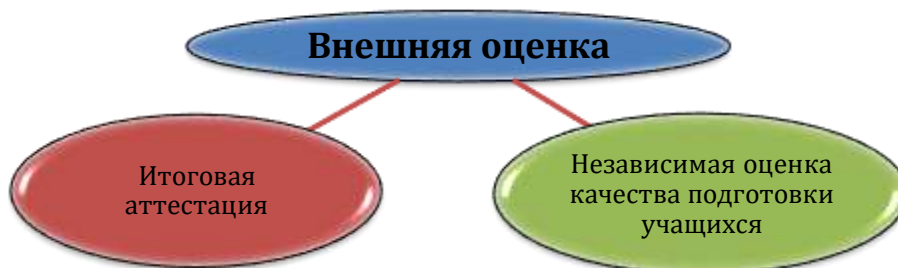 Внешняя оценка
Итоговая
аттестация
Независимая оценка
качества подготовки
учащихся